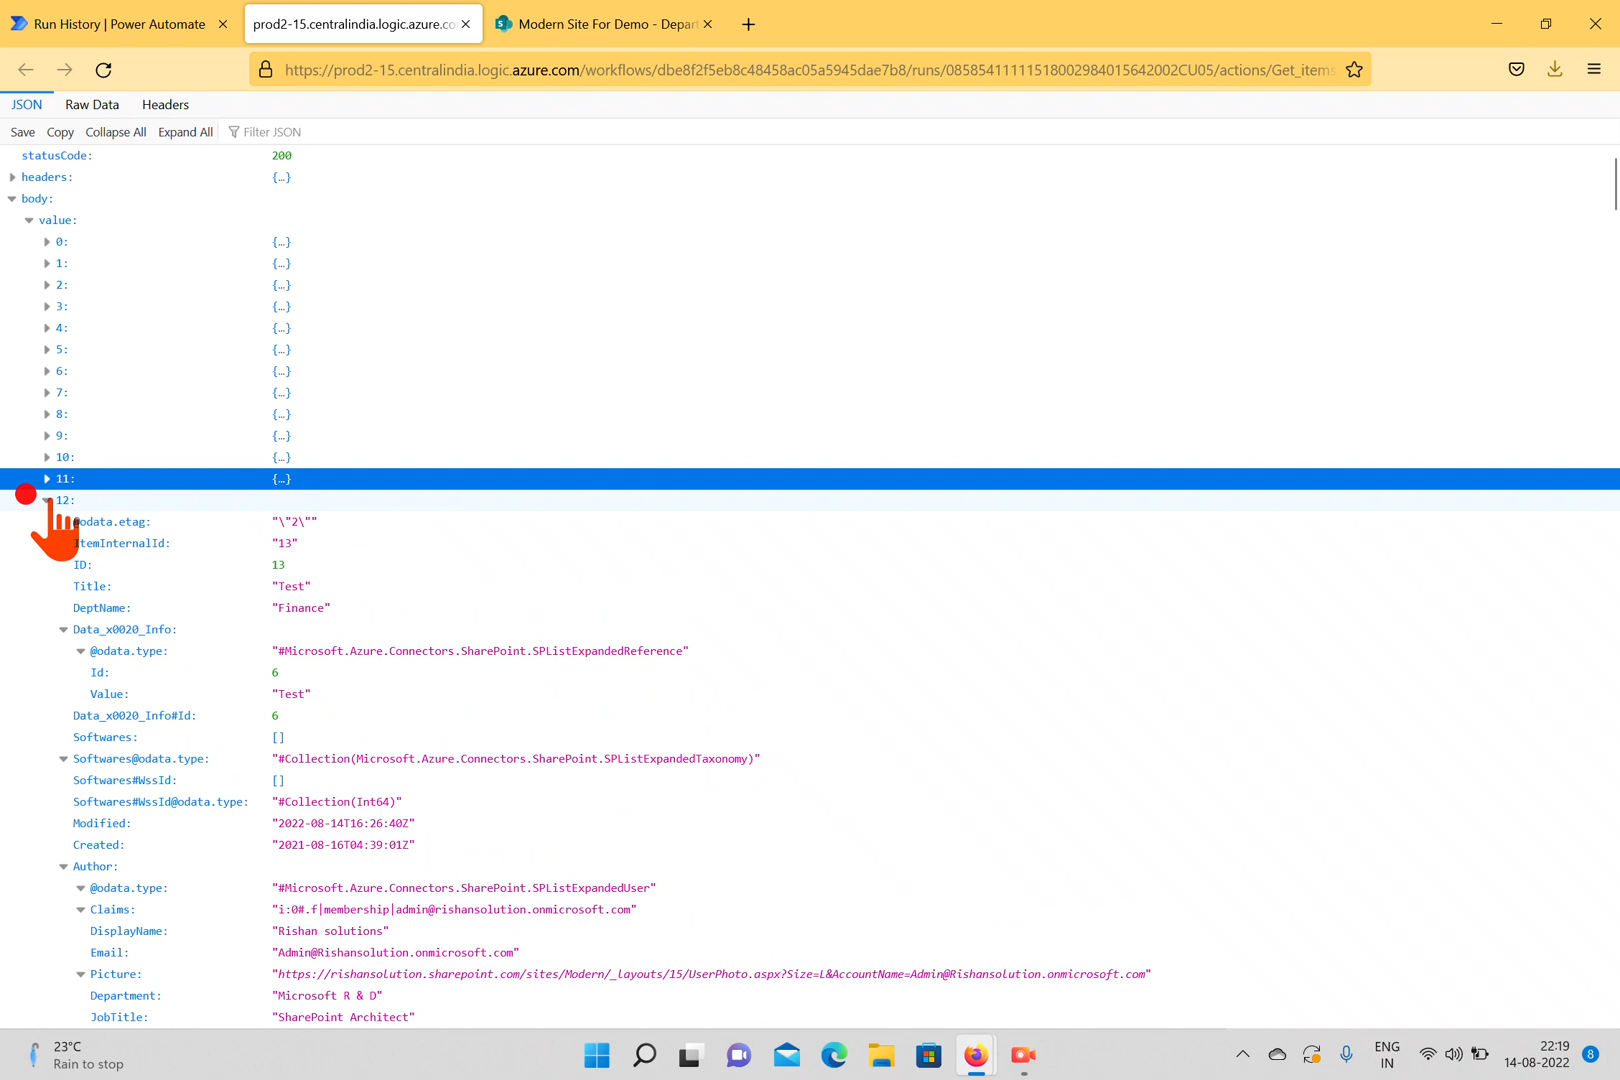 Run History | Power Automate
prod2-15.centralindia.logic.azure.co
Modern Site For Demo - Depart
https://prod2-15.centralindia.logic.azure.com/workflows/dbe8f2f5eb8c48458ac05a5945dae7b8/runs/08585411111518002984015642002CU05/actions/Get_items
JSON Raw Data Headers
Save Copy Collapse All Expand All Filter JSON
statusCode: 200
headers: {…}
body:
value:
0: {…}
1: {…}
2: {…}
3: {…}
4: {…}
5: {…}
6: {…}
7: {…}
8: {…}
9: {…}
10: {…}
11: {…}
12:
@odata.etag: "\"2\""
ItemInternalId: "13"
ID: 13
Title: "Test"
DeptName: "Finance"
Data_x0020_Info:
@odata.type: "#Microsoft.Azure.Connectors.SharePoint.SPListExpandedReference"
Id: 6
Value: "Test"
Data_x0020_Info#Id: 6
Softwares: []
Softwares@odata.type: "#Collection(Microsoft.Azure.Connectors.SharePoint.SPListExpandedTaxonomy)"
Softwares#WssId: []
Softwares#WssId@odata.type: "#Collection(Int64)"
Modified: "2022-08-14T16:26:40Z"
Created: "2021-08-16T04:39:01Z"
Author:
@odata.type: "#Microsoft.Azure.Connectors.SharePoint.SPListExpandedUser"
Claims: "i:0#.f|membership|admin@rishansolution.onmicrosoft.com"
DisplayName: "Rishan solutions"
Email: "Admin@Rishansolution.onmicrosoft.com"
Picture: "https://rishansolution.sharepoint.com/sites/Modern/_layouts/15/UserPhoto.aspx?Size=L&AccountName=Admin@Rishansolution.onmicrosoft.com"
Department: "Microsoft R & D"
JobTitle: "SharePoint Architect"
23°C
Rain to stop
ENG
IN
22:19
14-08-2022
8